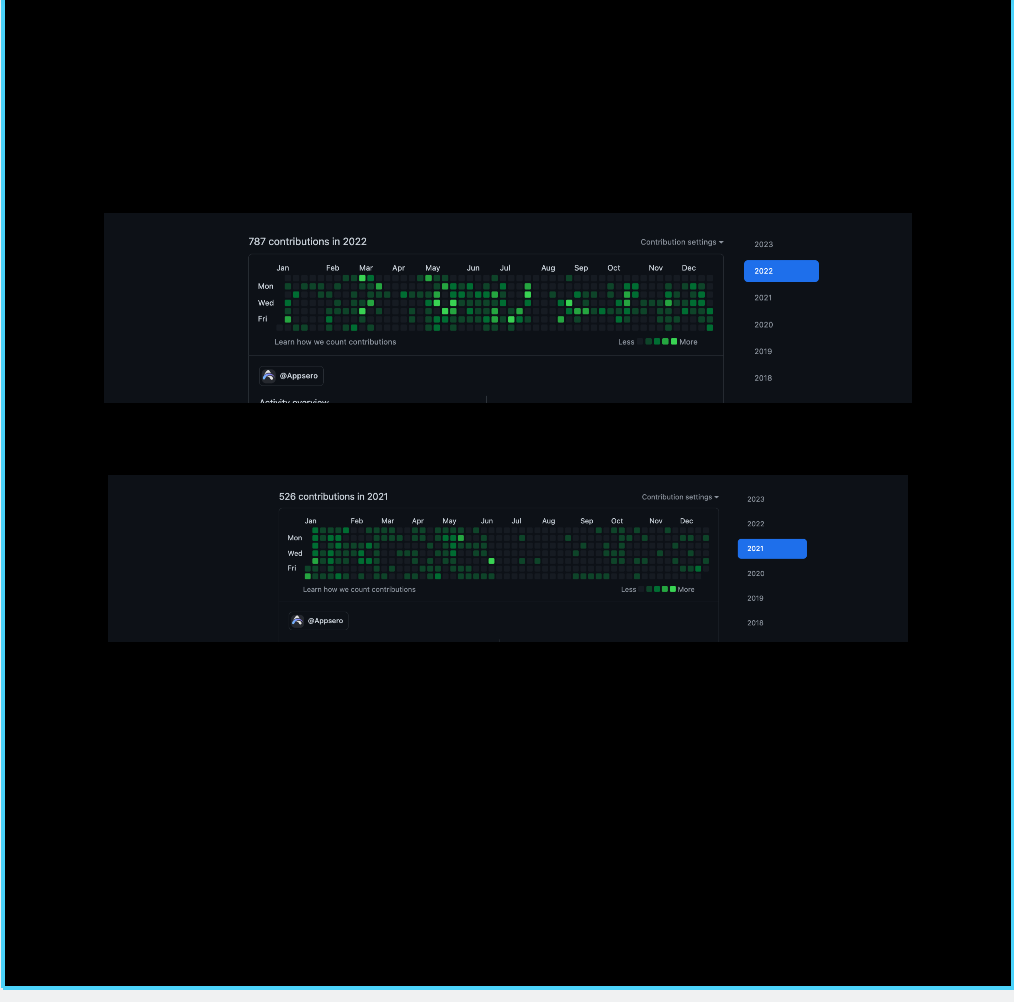 787 contributions in 2022
Contribution settings
2023
Jan Feb Mar Apr May Jun Jul Aug Sep Oct Nov Dec
2022
Mon
2021
Wed
Fri
2020
Learn how we count contributions
Less More
2019
@Appsero
2018
Activity overview
526 contributions in 2021
Contribution settings
2023
Jan Feb Mar Apr May Jun Jul Aug Sep Oct Nov Dec
2022
Mon
2021
Wed
Fri
2020
Learn how we count contributions
Less More
2019
@Appsero
2018